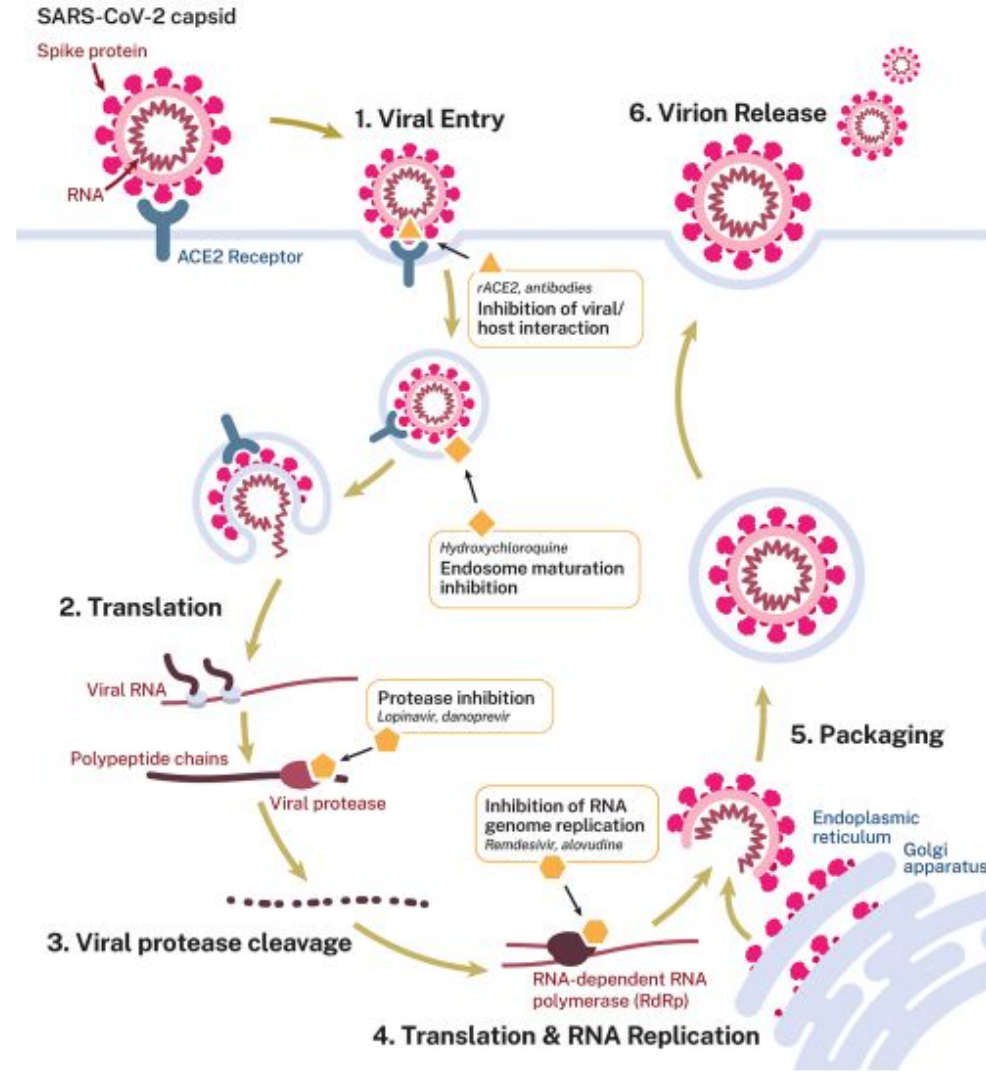 SARS-CoV-2 capsid
Spike protein
RNA
ACE2 Receptor
1. Viral Entry
6. Virion Release
rACE2, antibodies
Inhibition of viral/
host interaction
Hydroxychloroquine
Endosome maturation
inhibition
2. Translation
Viral RNA
Protease inhibition
Lopinavir, danoprevir
Polypeptide chains
Viral protease
3. Viral protease cleavage
Inhibition of RNA
genome replication
Remdesivir, alovudine
RNA-dependent RNA
polymerase (RdRp)
4. Translation & RNA Replication
5. Packaging
Endoplasmic
reticulum
Golgi
apparatus